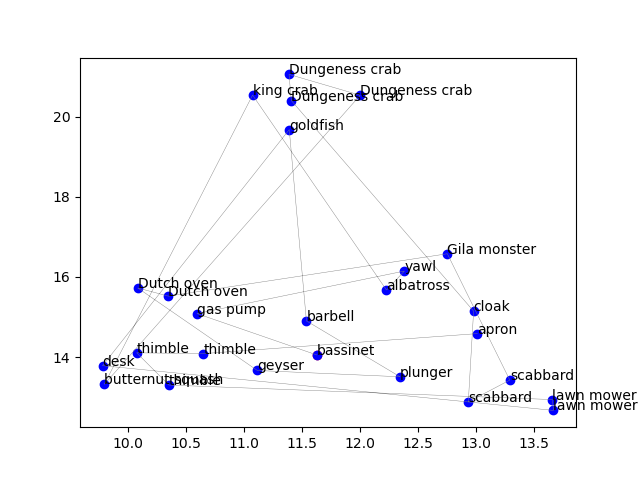 Dungeness crab
king crab
Dungeness crab
Dungeness crab
goldfish
20
18
16
14
Gila monster
yawl
albatross
Dutch oven
Dutch oven
gas pump
cloak
barbell
apron
thimble
thimble
bassinet
desk
geyser
plunger
butternut squash
thimble
scabbard
scabbard
lawn mower
lawn mower
10.0 10.5 11.0 11.5 12.0 12.5 13.0 13.5